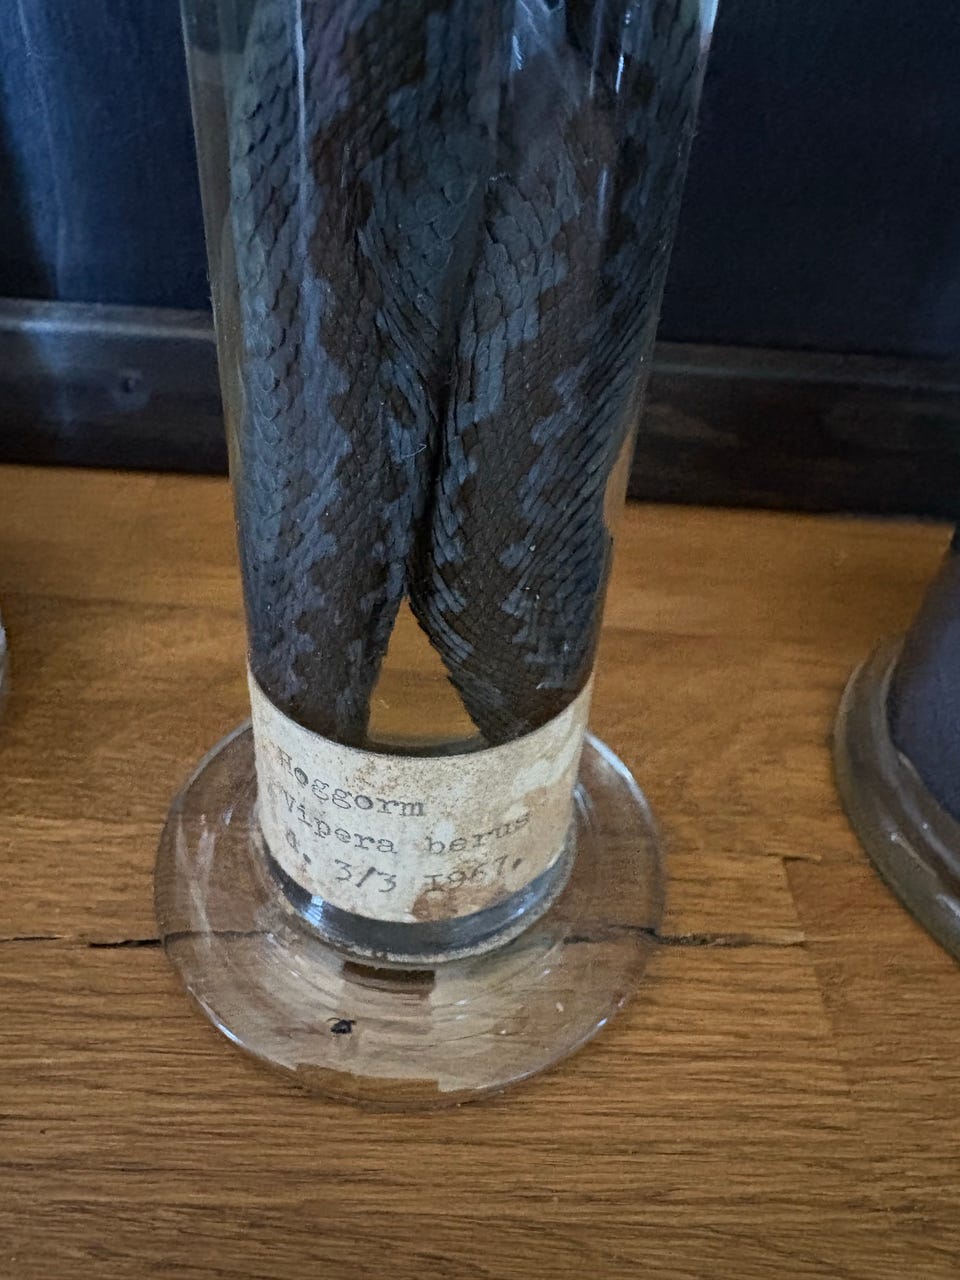 Hoggorm
Vipera berus
d. 3/3 1967.